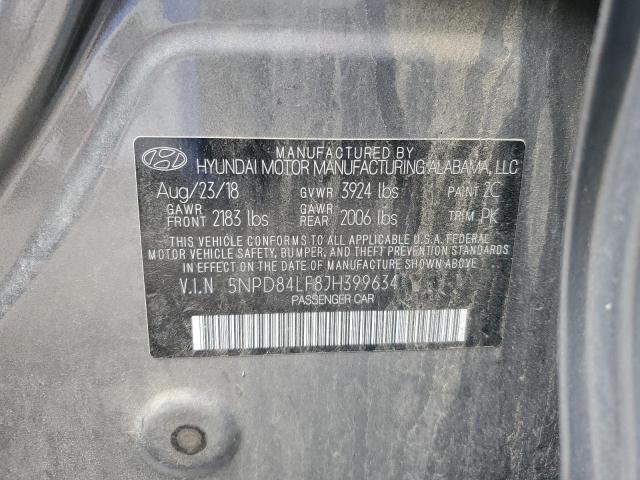 MANUFACTURED BY
HYUNDAI MOTOR MANUFACTURING ALABAMA, LLC
Aug/23/18 GVWR 3924 lbs PAINT 2C
GAWR FRONT 2183 lbs GAWR REAR 2006 lbs TRIM PK
THIS VEHICLE CONFORMS TO ALL APPLICABLE U.S.A. FEDERAL
MOTOR VEHICLE SAFETY, BUMPER, AND THEFT PREVENTION STANDARDS
IN EFFECT ON THE DATE OF MANUFACTURE SHOWN ABOVE.
V.I.N 5NPD84LF8JH399634
PASSENGER CAR